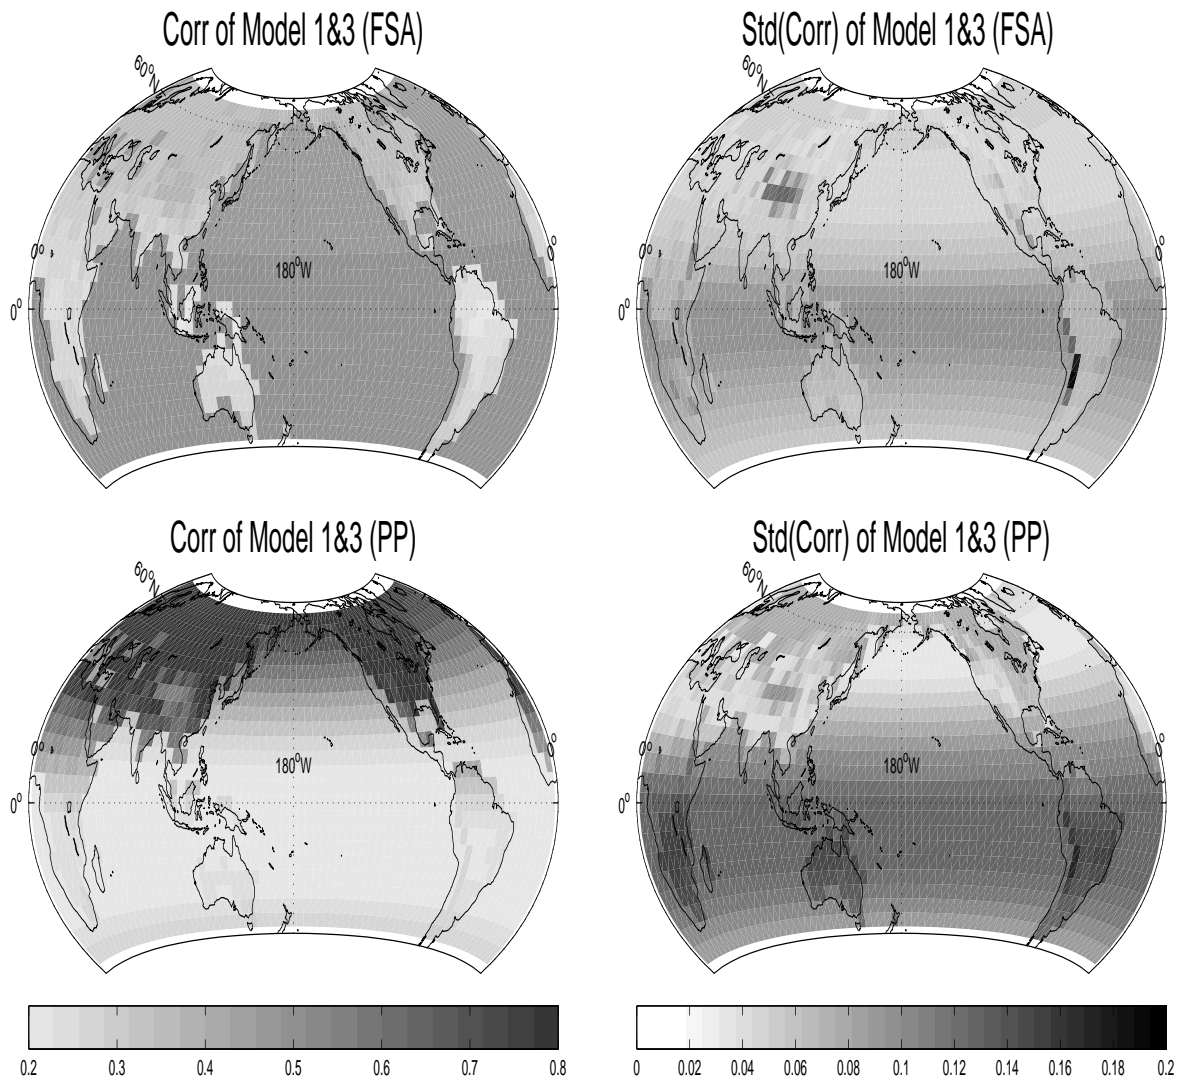 Corr of Model 1&3 (FSA)
Std(Corr) of Model 1&3 (FSA)
60°N
60°N
0°
0°
0°
0°
180°W
180°W
0°
0°
Corr of Model 1&3 (PP)
Std(Corr) of Model 1&3 (PP)
60°N
60°N
0°
0°
0°
0°
180°W
180°W
0°
0°
0.2 0.3 0.4 0.5 0.6 0.7 0.8
0 0.02 0.04 0.06 0.08 0.1 0.12 0.14 0.16 0.18 0.2